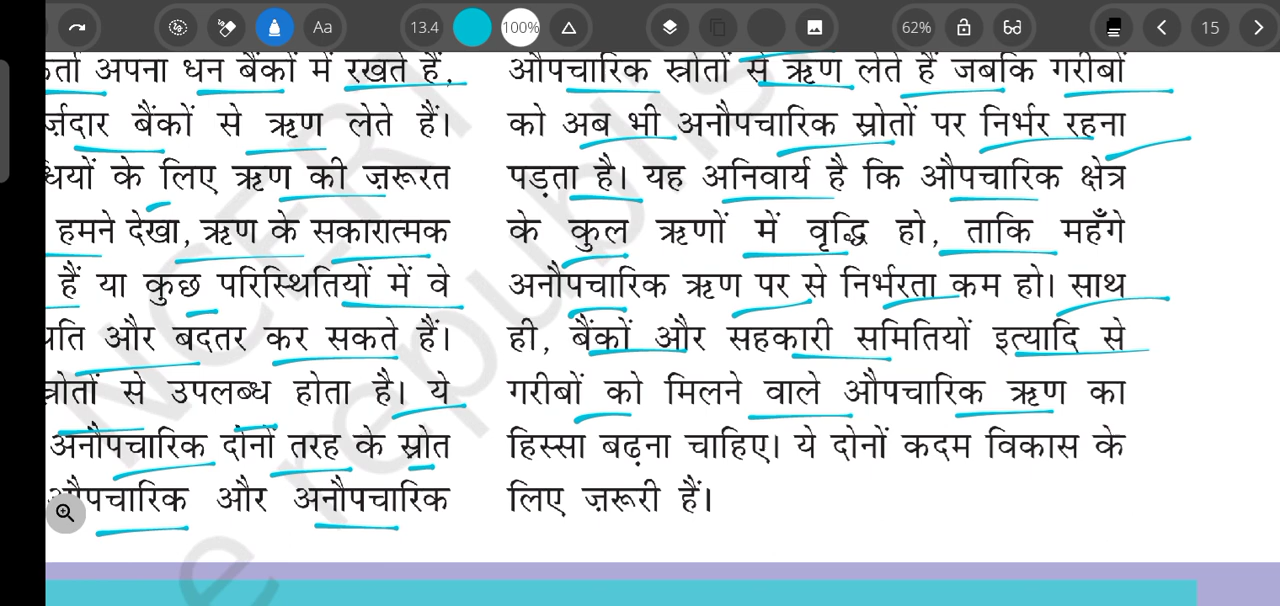 Aa 13.4 100% 62% 15
अपना धन बैंकों में रखते हैं,
बैंकों से ऋण लेते हैं।
के लिए ऋण की ज़रूरत
हमने देखा, ऋण के सकारात्मक
हैं या कुछ परिस्थितियों में वे
और बदतर कर सकते हैं।
से उपलब्ध होता है। ये
अनौपचारिक दोनों तरह के स्रोत
औपचारिक और अनौपचारिक
औपचारिक स्रोतों से ऋण लेते हैं जबकि गरीबों
को अब भी अनौपचारिक स्रोतों पर निर्भर रहना
पड़ता है। यह अनिवार्य है कि औपचारिक क्षेत्र
के कुल ऋणों में वृद्धि हो, ताकि महँगे
अनौपचारिक ऋण पर से निर्भरता कम हो। साथ
ही, बैंकों और सहकारी समितियों इत्यादि से
गरीबों को मिलने वाले औपचारिक ऋण का
हिस्सा बढ़ना चाहिए। ये दोनों कदम विकास के
लिए ज़रूरी हैं।
NCERT
republis